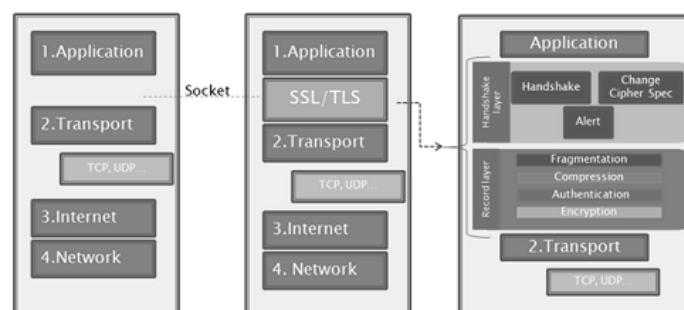 1.Application
2.Transport
TCP, UDP...
3.Internet
4.Network
Socket
1.Application
SSL/TLS
2.Transport
TCP, UDP...
3.Internet
4. Network
Application
Handshake layer
Handshake
Change
Cipher Spec
Alert
Record layer
Fragmentation
Compression
Authentication
Encryption
2.Transport
TCP, UDP...